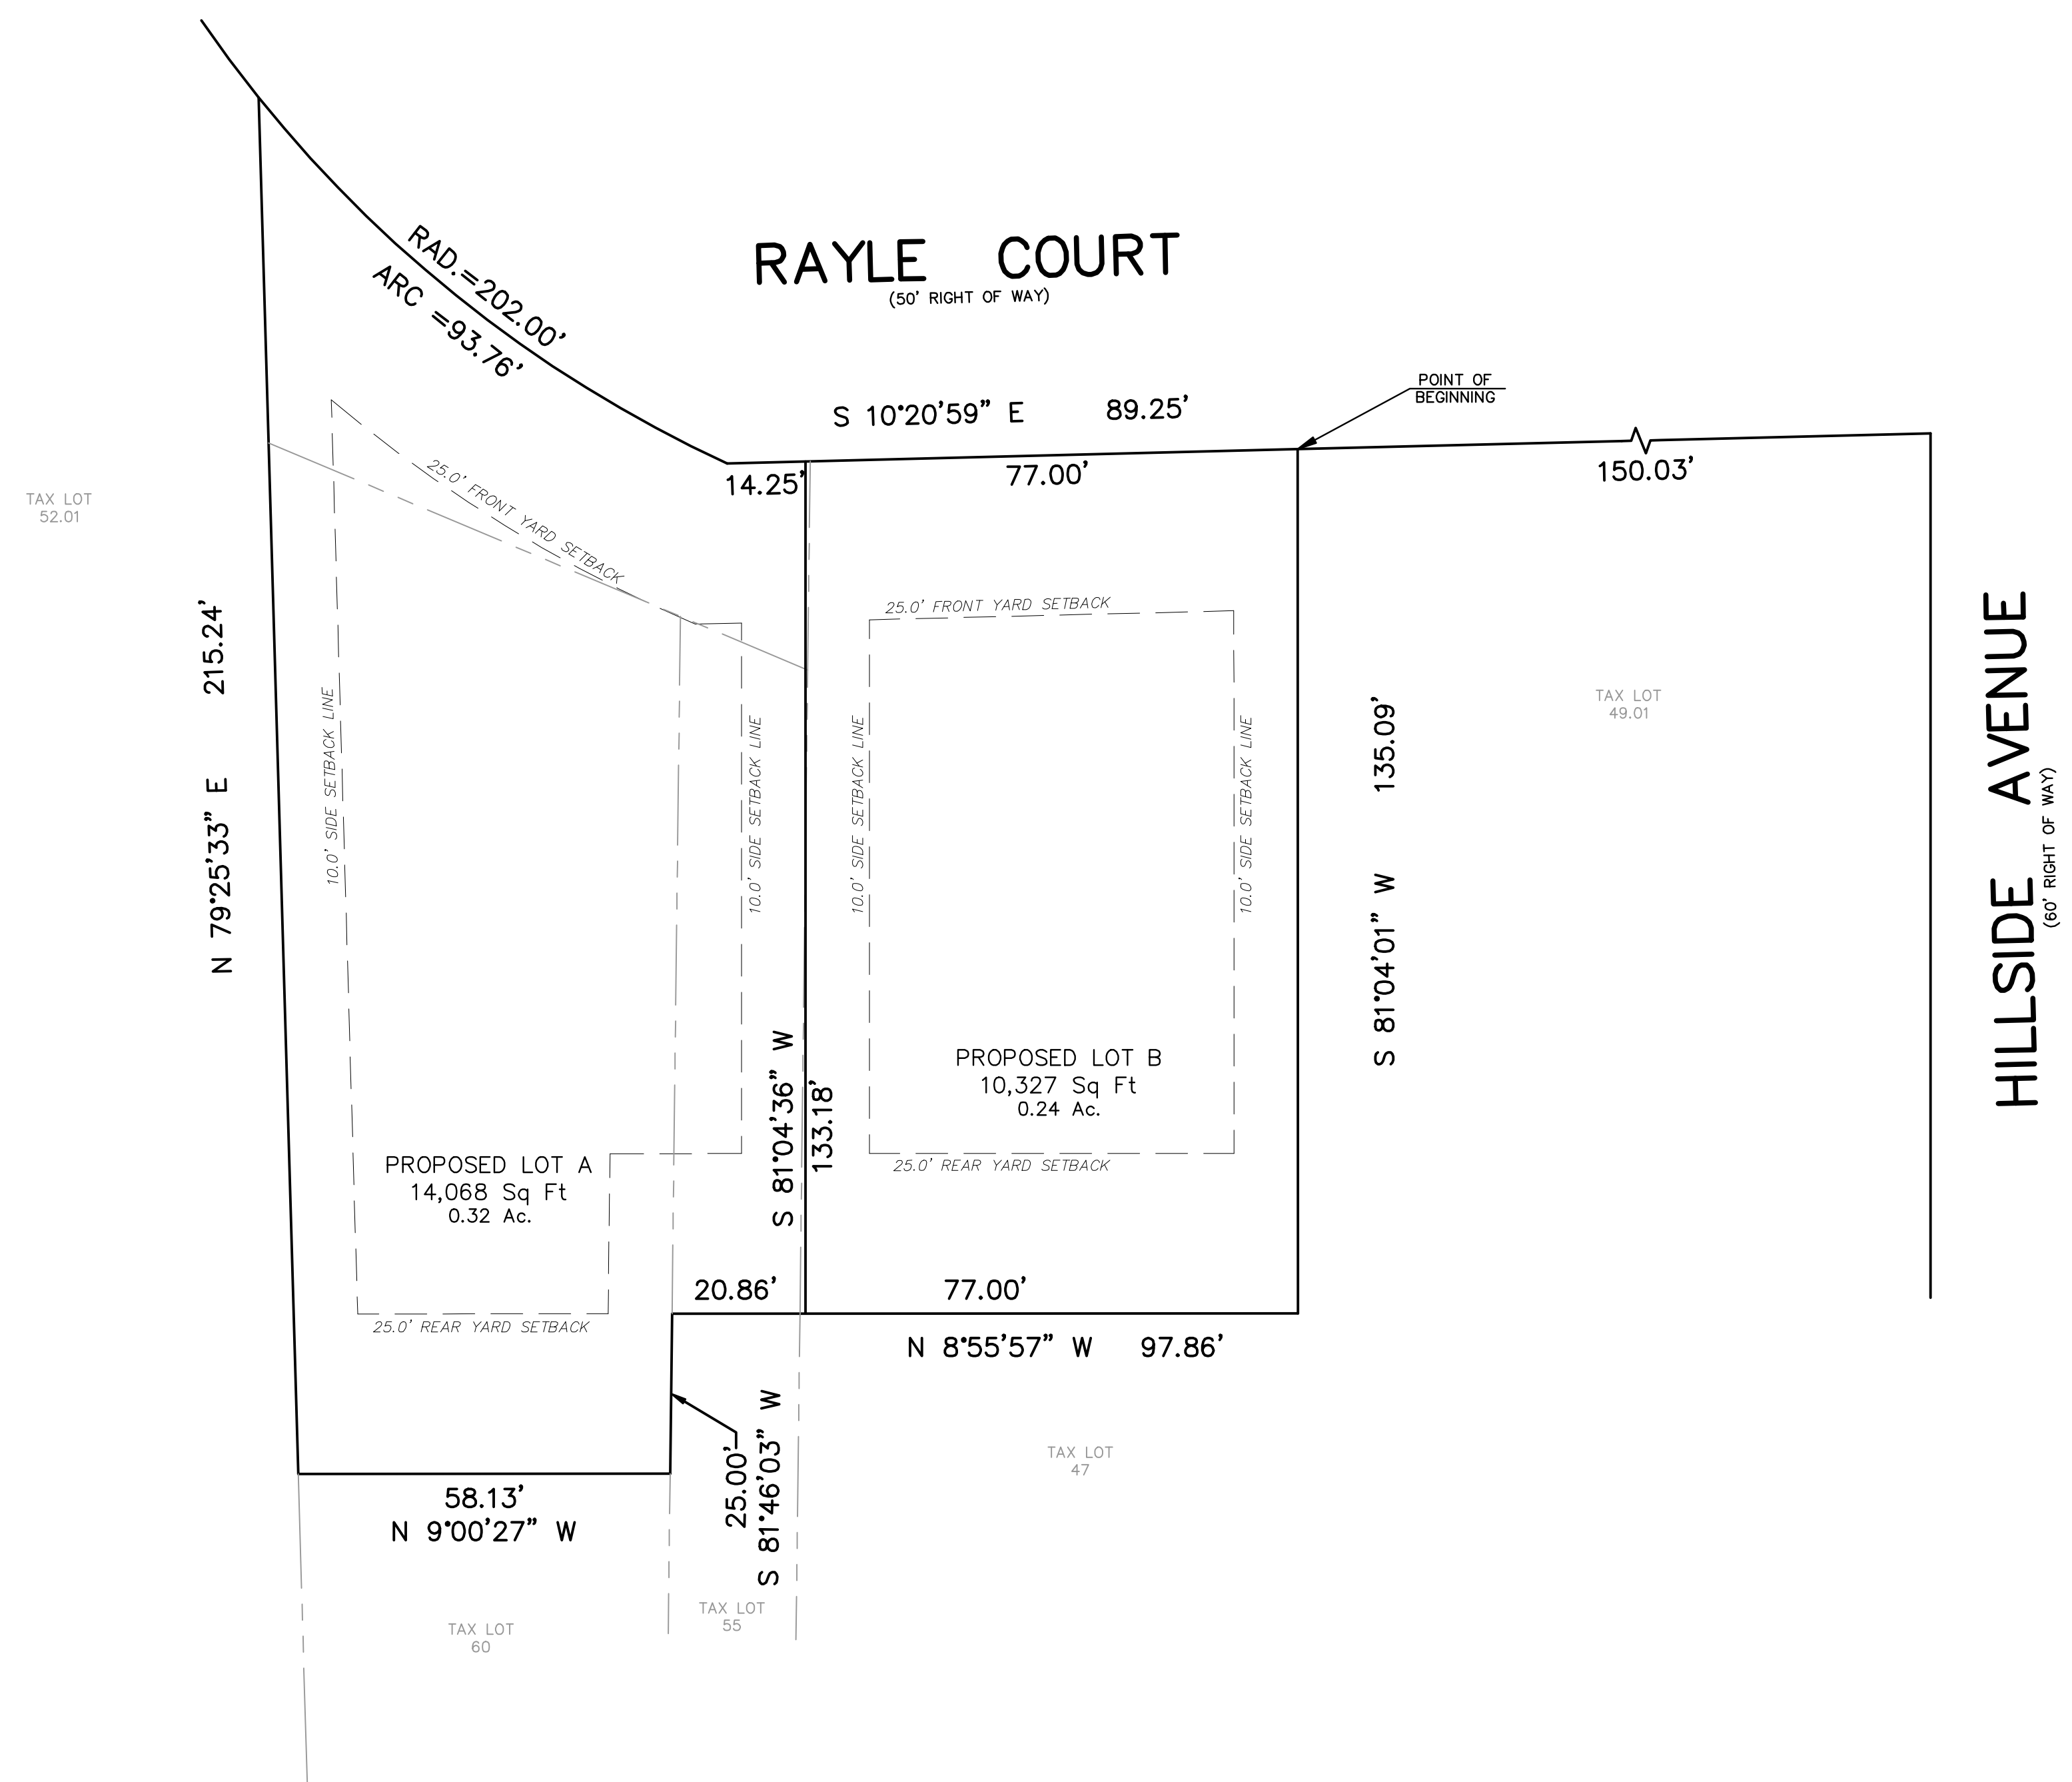 RAD.=202.00'
ARC =93.76'
RAYLE COURT
(50' RIGHT OF WAY)
POINT OF
BEGINNING
S 10°20'59" E 89.25'
14.25'
77.00'
150.03'
TAX LOT
52.01
25.0' FRONT YARD SETBACK
25.0' FRONT YARD SETBACK
N 79°25'33" E 215.24'
10.0' SIDE SETBACK LINE
10.0' SIDE SETBACK LINE
10.0' SIDE SETBACK LINE
10.0' SIDE SETBACK LINE
S 81°04'01" W 135.09'
TAX LOT
49.01
HILLSIDE AVENUE
(60' RIGHT OF WAY)
PROPOSED LOT B
10,327 Sq Ft
0.24 Ac.
25.0' REAR YARD SETBACK
S 81°04'36" W
133.18'
PROPOSED LOT A
14,068 Sq Ft
0.32 Ac.
25.0' REAR YARD SETBACK
20.86'
77.00'
N 8°55'57" W 97.86'
25.00'
S 81°46'03" W
58.13'
N 9°00'27" W
TAX LOT
47
TAX LOT
55
TAX LOT
60